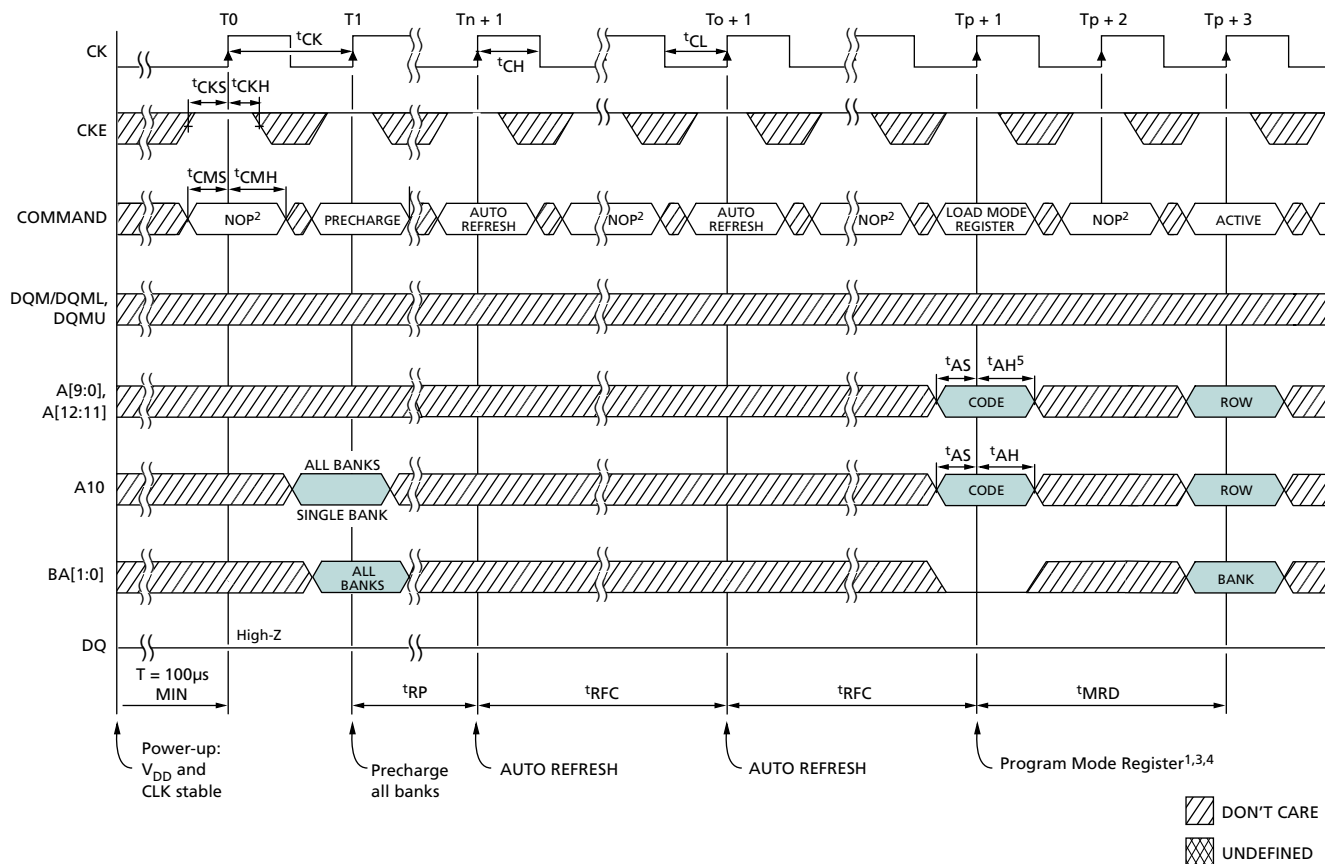 T0 T1 Tn + 1 To + 1 Tp + 1 Tp + 2 Tp + 3
CK
tCK
tCH
tCL
tCKS tCKH
CKE
tCMS tCMH
COMMAND
NOP2
PRECHARGE
AUTO
REFRESH
NOP2
AUTO
REFRESH
NOP2
LOAD MODE
REGISTER
NOP2
ACTIVE
DQM/DQML,
DQMU
tAS tAH5
A[9:0],
A[12:11]
CODE
ROW
ALL BANKS
tAS tAH
A10
CODE
ROW
SINGLE BANK
BA[1:0]
ALL
BANKS
BANK
High-Z
DQ
T = 100µs
MIN
tRP
tRFC
tRFC
tMRD
Power-up:
VDD and
CLK stable
Precharge
all banks
AUTO REFRESH
AUTO REFRESH
Program Mode Register1,3,4
DON'T CARE
UNDEFINED